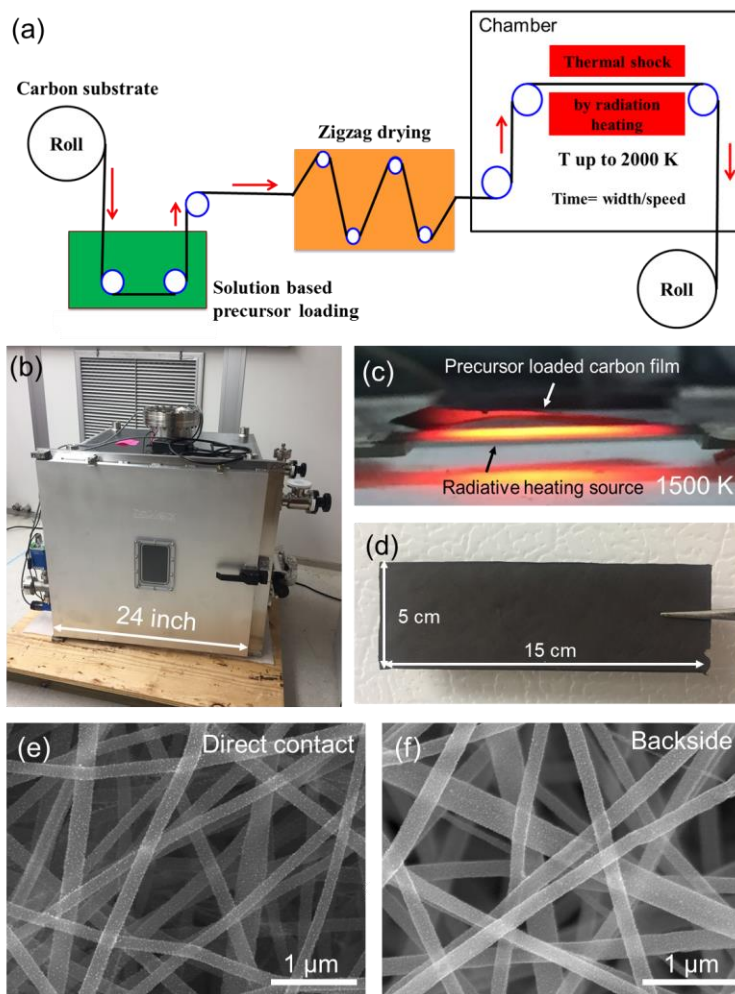 (a)
Chamber
Thermal shock
by radiation
heating
T up to 2000 K
Time= width/speed
Carbon substrate
Roll
Zigzag drying
Solution based
precursor loading
Roll
(b)
24 inch
(c)
Precursor loaded carbon film
Radiative heating source
1500 K
(d)
5 cm
15 cm
(e)
Direct contact
1 µm
(f)
Backside
1 µm